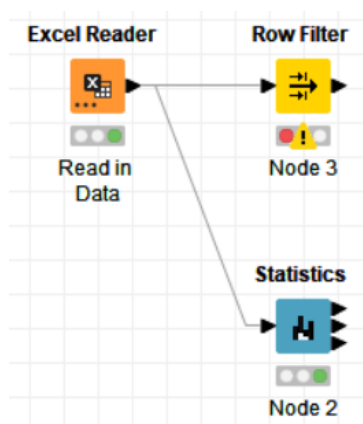 Excel Reader
Row Filter
X
Read in
Data
Node 3
Statistics
Node 2